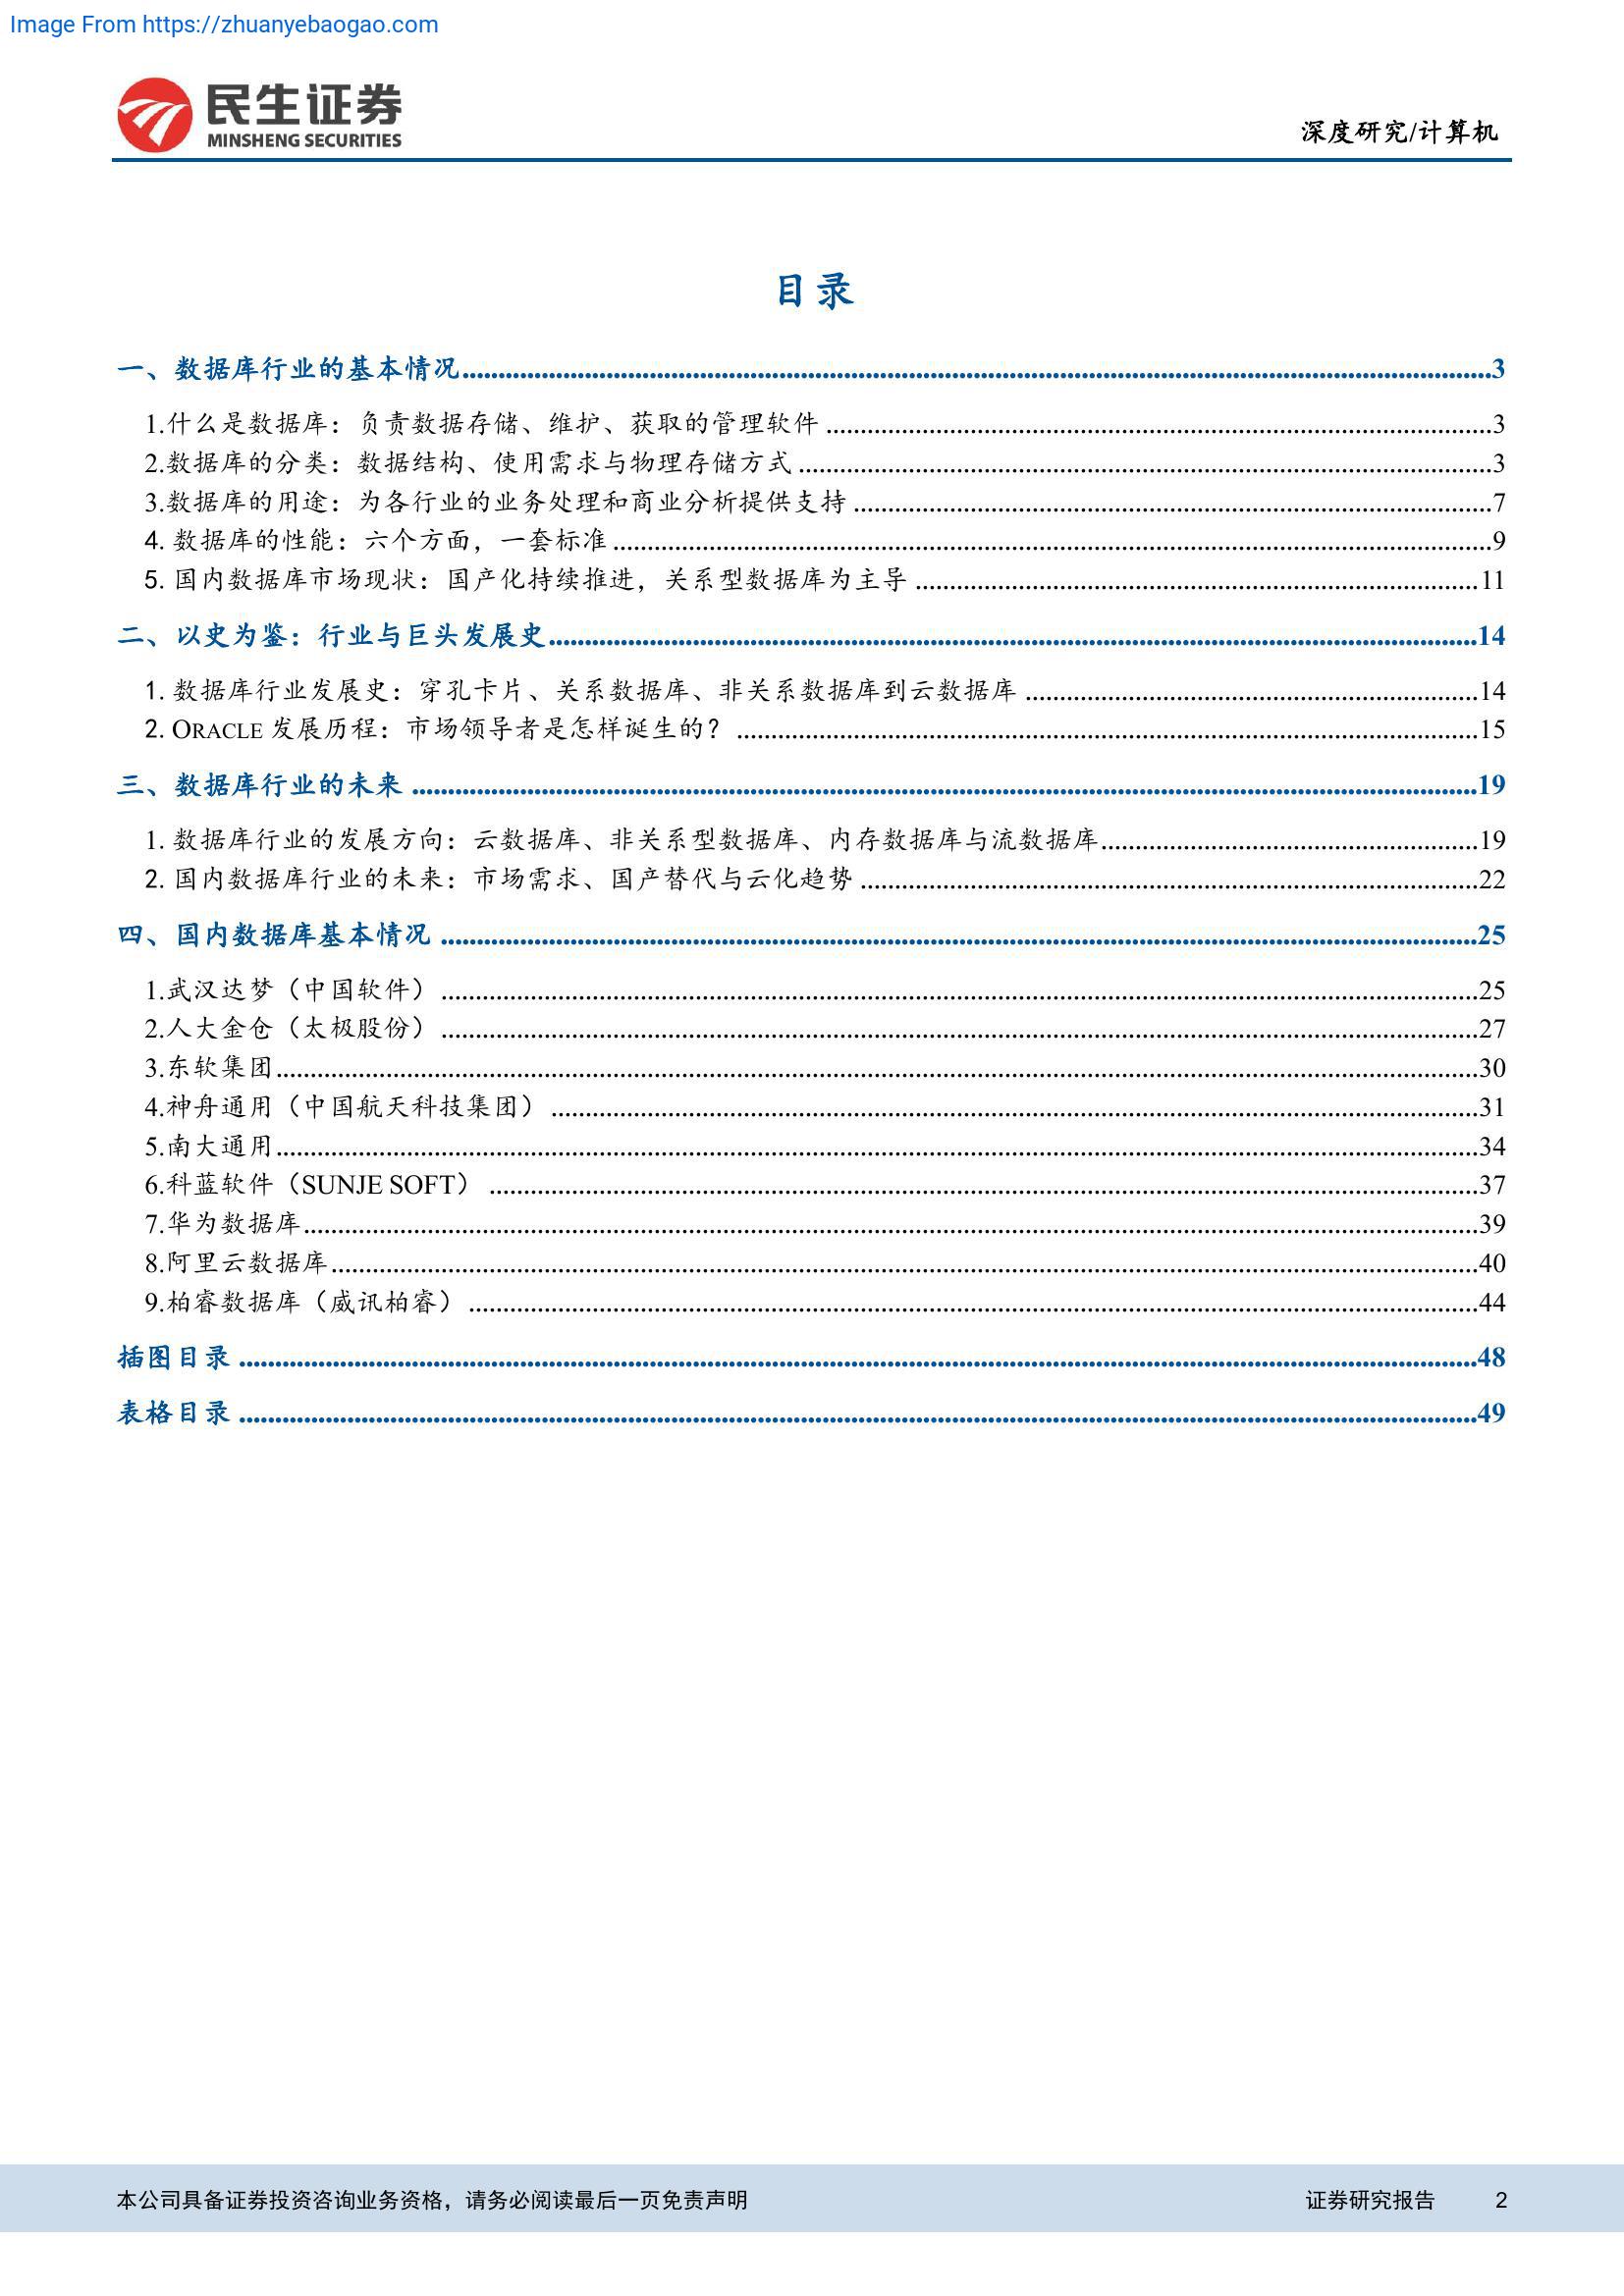 Image From https://zhuanyebaogao.com
民生证券
MINSHENG SECURITIES
深度研究/计算机
目录
一、数据库行业的基本情况........................................3
1.什么是数据库：负责数据存储、维护、获取的管理软件........................................3
2.数据库的分类：数据结构、使用需求与物理存储方式........................................3
3.数据库的用途：为各行业的业务处理和商业分析提供支持........................................7
4. 数据库的性能：六个方面，一套标准........................................9
5. 国内数据库市场现状：国产化持续推进，关系型数据库为主导........................................11
二、以史为鉴：行业与巨头发展史........................................14
1. 数据库行业发展史：穿孔卡片、关系数据库、非关系数据库到云数据库........................................14
2. ORACLE 发展历程：市场领导者是怎样诞生的？........................................15
三、数据库行业的未来........................................19
1. 数据库行业的发展方向：云数据库、非关系型数据库、内存数据库与流数据库........................................19
2. 国内数据库行业的未来：市场需求、国产替代与云化趋势........................................22
四、国内数据库基本情况........................................25
1.武汉达梦（中国软件）........................................25
2.人大金仓（太极股份）........................................27
3.东软集团........................................30
4.神舟通用（中国航天科技集团）........................................31
5.南大通用........................................34
6.科蓝软件（SUNJE SOFT）........................................37
7.华为数据库........................................39
8.阿里云数据库........................................40
9.柏睿数据库（威讯柏睿）........................................44
插图目录........................................48
表格目录........................................49
本公司具备证券投资咨询业务资格，请务必阅读最后一页免责声明 证券研究报告 2